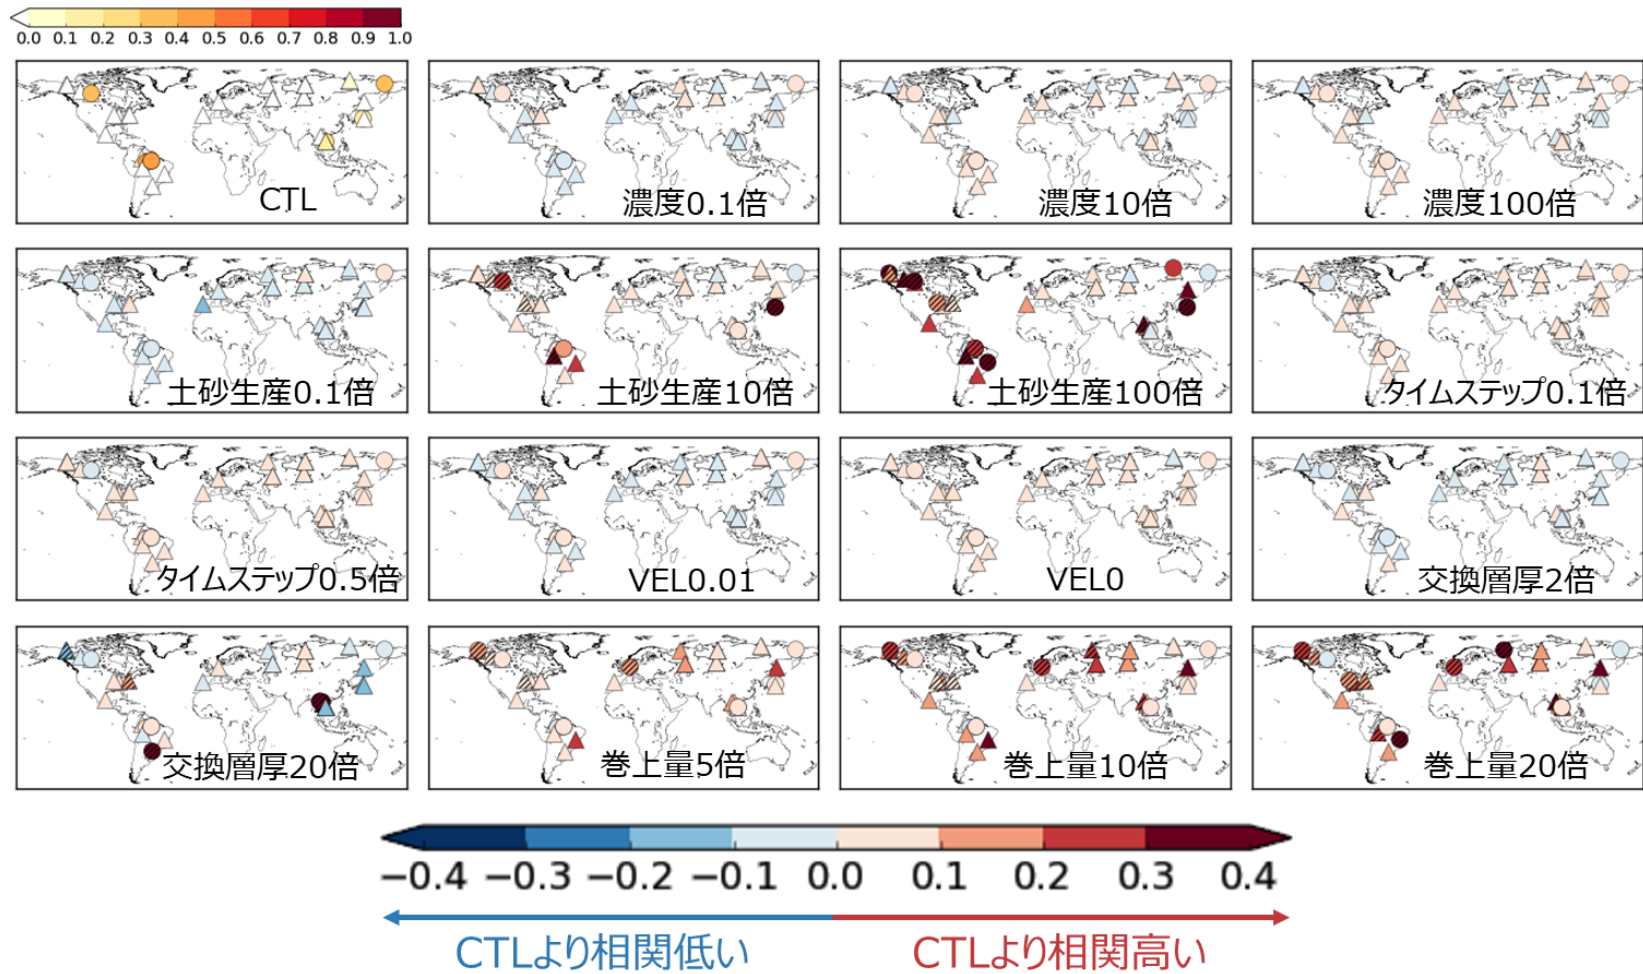 0.0 0.1 0.2 0.3 0.4 0.5 0.6 0.7 0.8 0.9 1.0
CTL
濃度0.1倍
濃度10倍
濃度100倍
土砂生産0.1倍
土砂生産10倍
土砂生産100倍
タイムステップ0.1倍
タイムステップ0.5倍
VEL0.01
VEL0
交換層厚2倍
交換層厚20倍
巻上量5倍
巻上量10倍
巻上量20倍
−0.4 −0.3 −0.2 −0.1 0.0 0.1 0.2 0.3 0.4
CTLより相関低い
CTLより相関高い